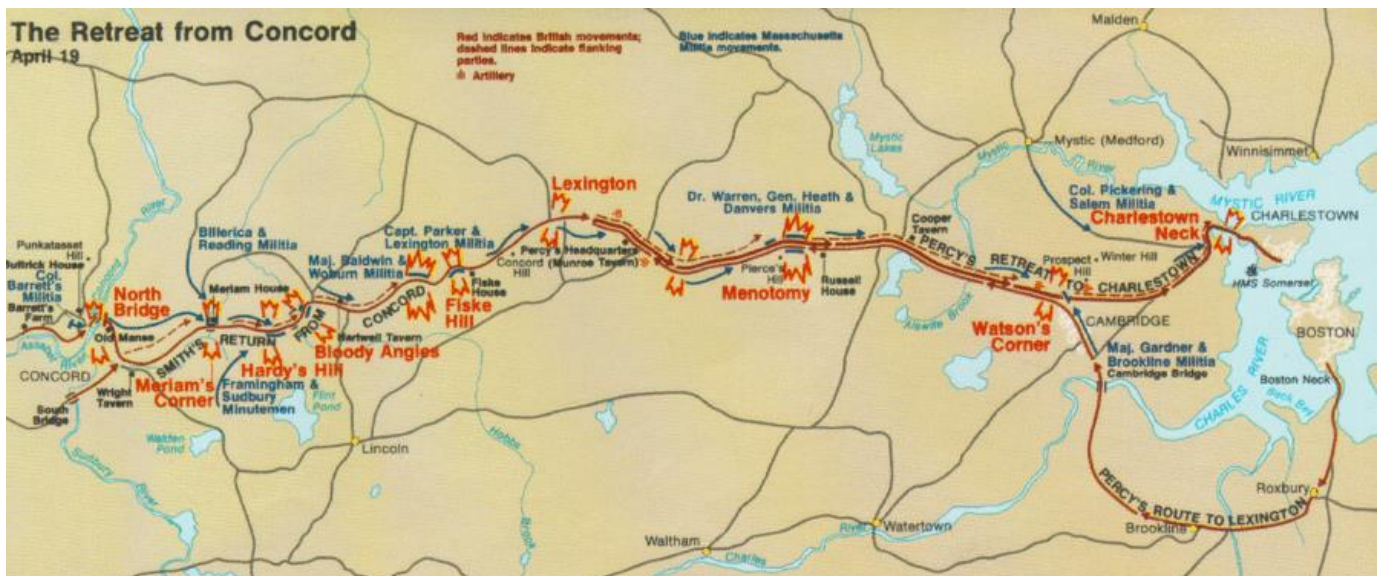 The Retreat from Concord
April 19
Red indicates British movements;
dashed lines indicate flanking
parties.
Artillery
Blue indicates Massachusetts
Militia movements.
Malden
Mystic
Lakes
Mystic
River
Mystic (Medford)
Winnisimmet
MYSTIC RIVER
Col. Pickering &
Salem Militia
Charlestown
Neck
CHARLESTOWN
HMS Somerset
BOSTON
Boston Neck
Back Bay
CHARLES RIVER
Roxbury
Brookline
PERCY'S ROUTE TO LEXINGTON
Prospect
Hill
Winter Hill
CAMBRIDGE
Maj. Gardner &
Brookline Militia
Cambridge Bridge
Watson's
Corner
PERCY'S RETREAT TO CHARLESTOWN
Cooper
Tavern
Alewife Brook
Dr. Warren, Gen. Heath &
Danvers Militia
Pierce's
Hill
Russell
House
Menotomy
Lexington
Percy's Headquarters
(Munroe Tavern)
Concord
Hill
Capt. Parker &
Lexington Militia
Fiske
House
Fiske
Hill
Maj. Baldwin &
Woburn Militia
Hartwell Tavern
Bloody Angles
Billerica &
Reading Militia
Meriam House
SMITH'S RETURN FROM CONCORD
Hardy's Hill
Meriam's
Corner
Framingham &
Sudbury
Minutemen
Flint
Pond
Lincoln
Walden
Pond
Hobbs
Brook
Punkatasset
Hill
Buttrick House
Col.
Barrett's
Militia
Barrett's
Farm
North
Bridge
Old Manse
Concord
River
Assabet
River
CONCORD
Wright
Tavern
South
Bridge
Sudbury
River
Waltham
Charles
River
Watertown